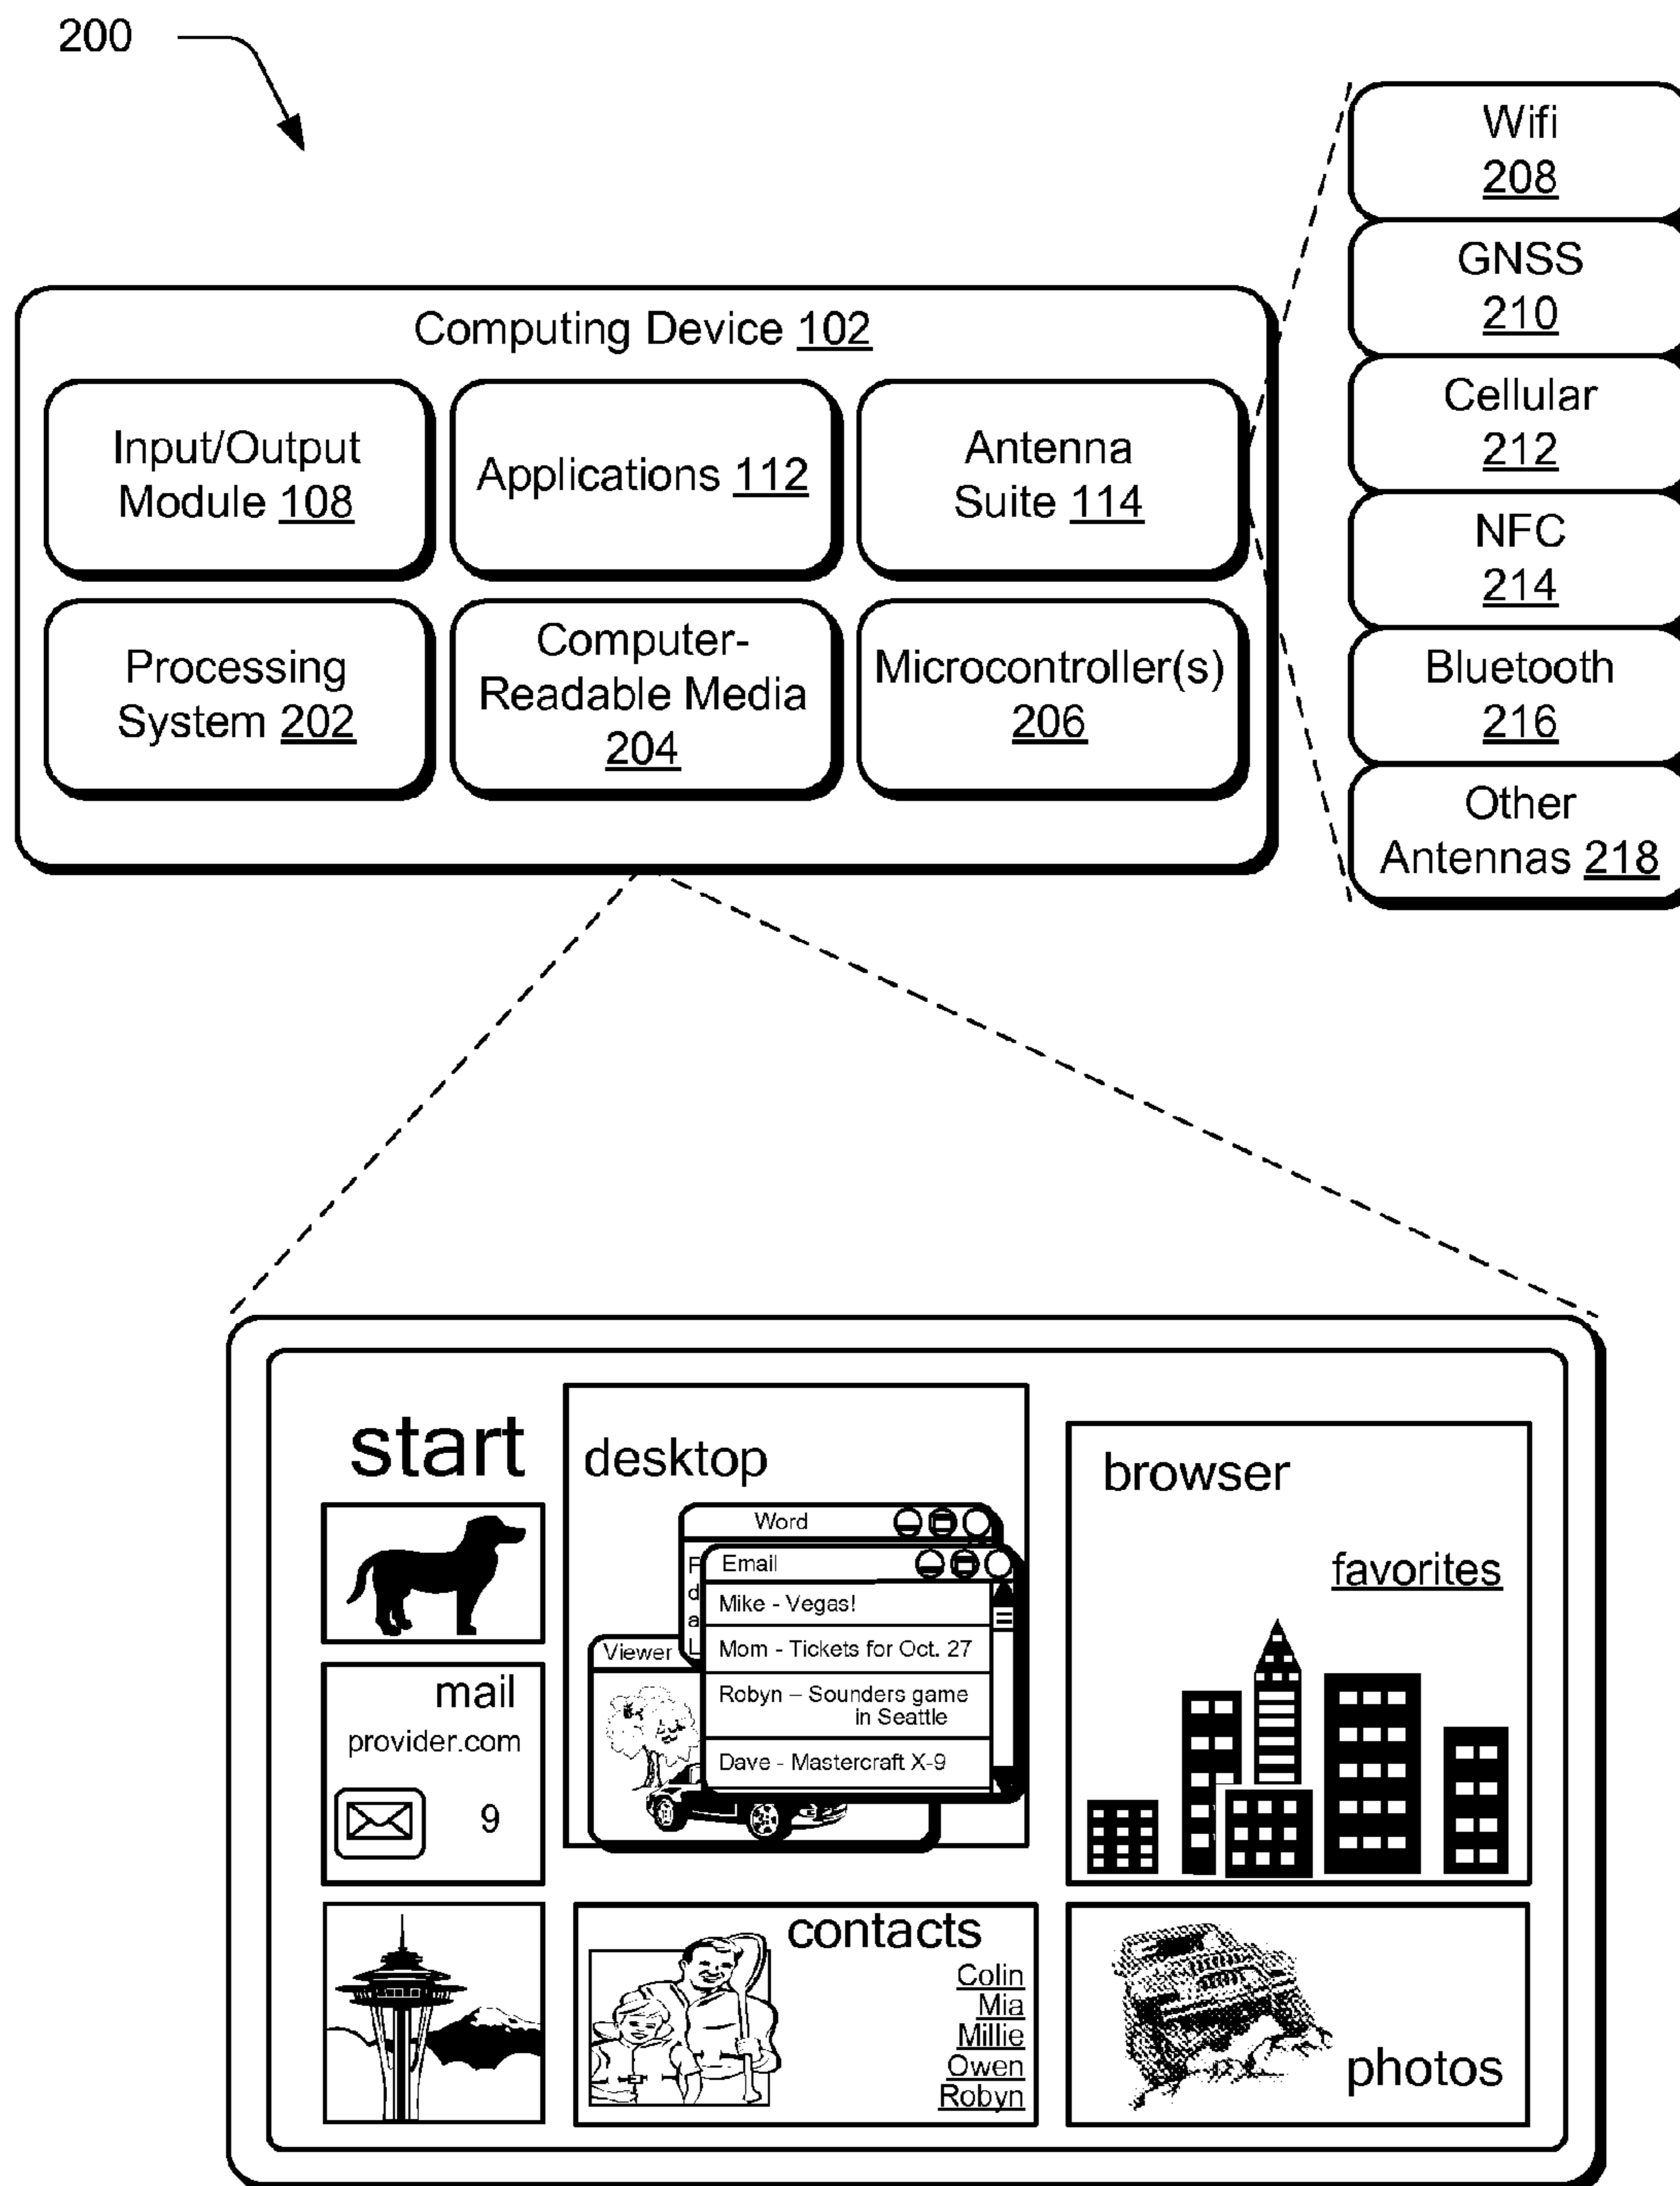 200
Wifi
208
GNSS
210
Cellular
212
NFC
214
Bluetooth
216
Other
Antennas 218
Computing Device 102
Input/Output
Module 108
Applications 112
Antenna
Suite 114
Processing
System 202
Computer-
Readable Media
204
Microcontroller(s)
206
start
desktop
Word
F
d
a
L
Email
Mike - Vegas!
Mom - Tickets for Oct. 27
Robyn – Sounders game
in Seattle
Dave - Mastercraft X-9
Viewer
browser
favorites
mail
provider.com
9
contacts
Colin
Mia
Millie
Owen
Robyn
photos